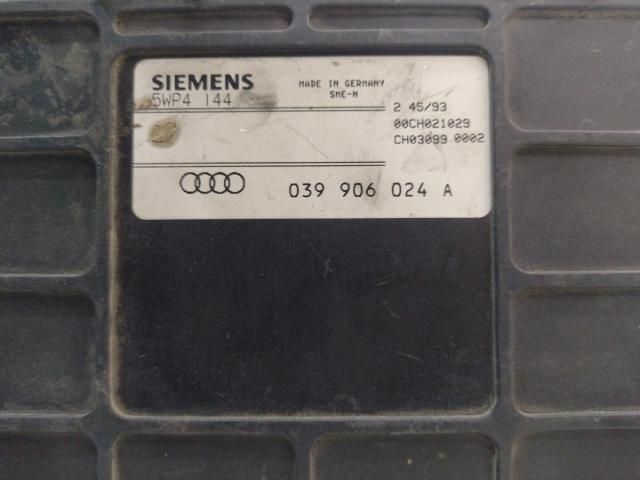 SIEMENS
MADE IN GERMANY
5WP4 144
SME-M
2 45/93
00CH021029
CH03099 0002
039 906 024 A